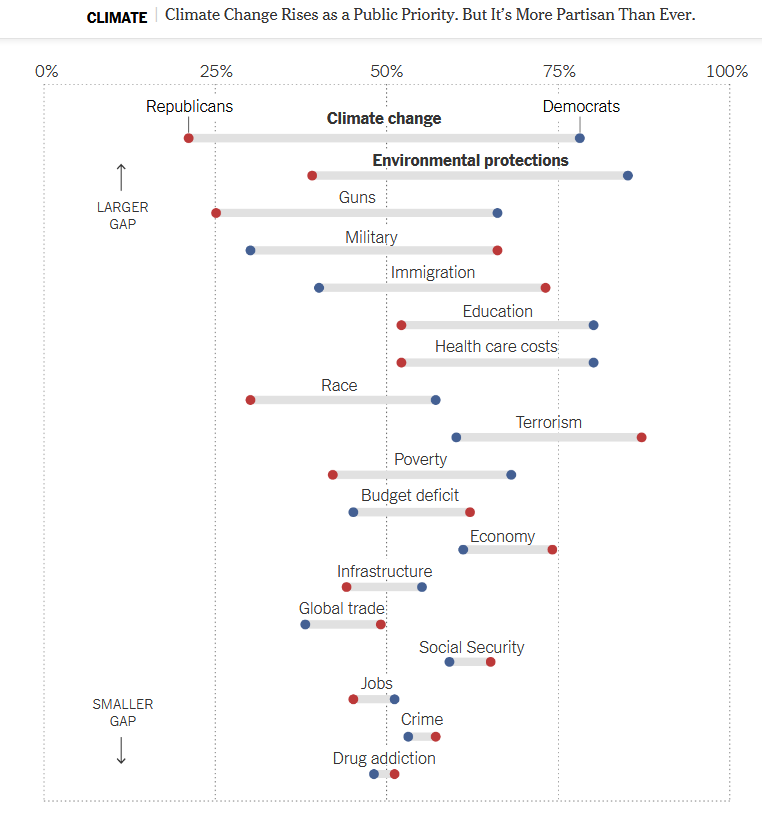 CLIMATE | Climate Change Rises as a Public Priority. But It’s More Partisan Than Ever.
0% 25% 50% 75% 100%
Republicans Democrats
Climate change
Environmental protections
LARGER
GAP
Guns
Military
Immigration
Education
Health care costs
Race
Terrorism
Poverty
Budget deficit
Economy
Infrastructure
Global trade
Social Security
Jobs
SMALLER
GAP
Crime
Drug addiction